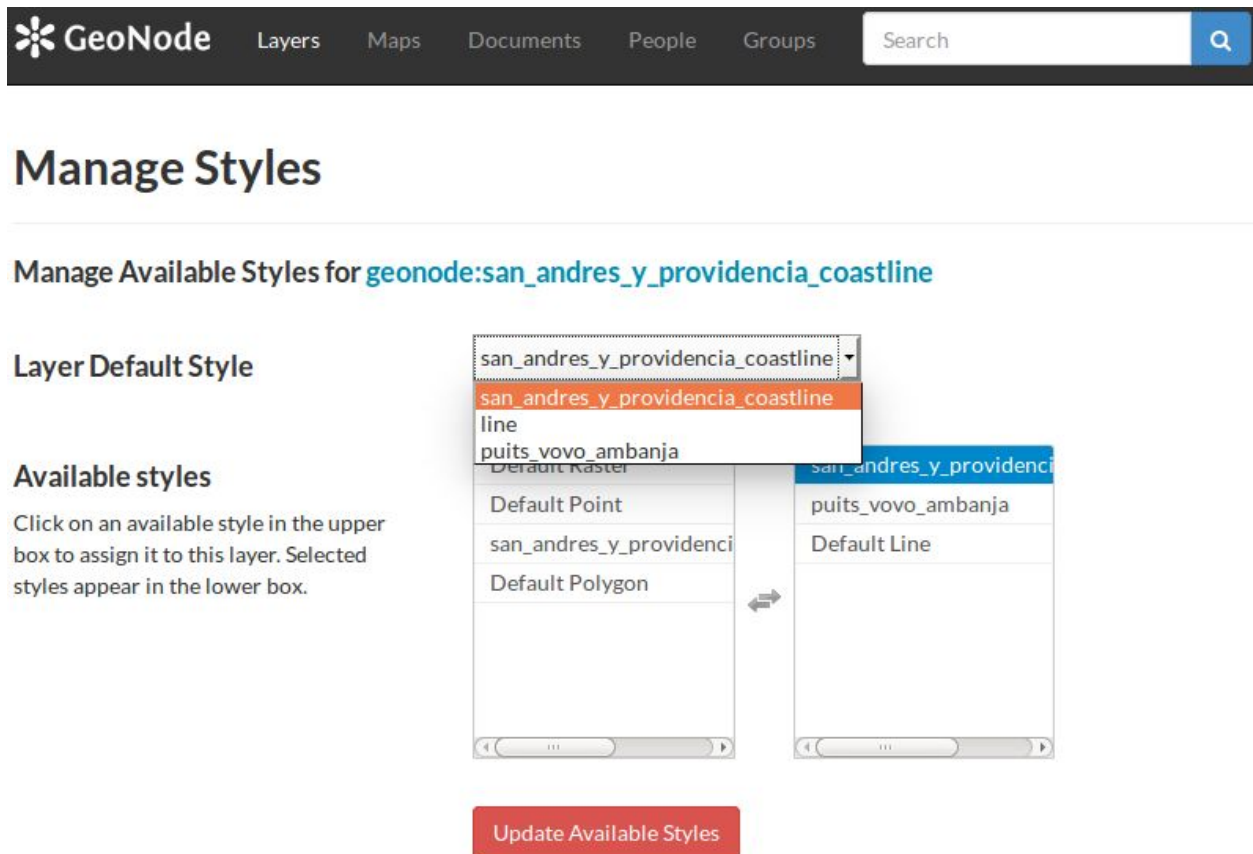 GeoNode Layers Maps Documents People Groups Search
Manage Styles
Manage Available Styles for geonode:san_andres_y_providencia_coastline
Layer Default Style
san_andres_y_providencia_coastline
san_andres_y_providencia_coastline
line
puits_vovo_ambanja
Available styles
Click on an available style in the upper
box to assign it to this layer. Selected
styles appear in the lower box.
Default Raster
Default Point
san_andres_y_providenci
Default Polygon
san_andres_y_providenci
puits_vovo_ambanja
Default Line
Update Available Styles